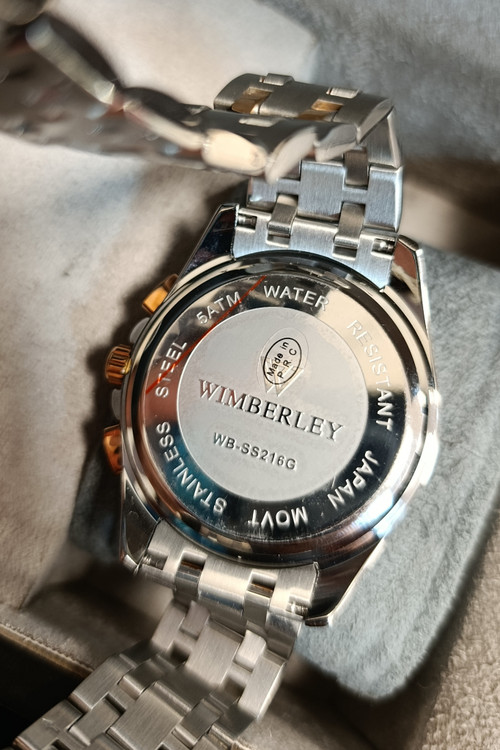 5ATM WATER RESISTANT JAPAN MOVT STAINLESS STEEL
Made in
P R C
WIMBERLEY
WB-SS216G